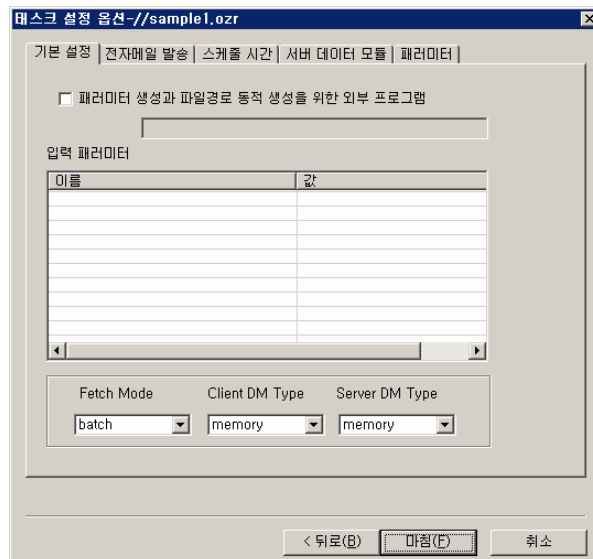 태스크 설정 옵션-//sample1.ozr
기본 설정 전자메일 발송 스케줄 시간 서버 데이터 모듈 패러미터
패러미터 생성과 파일경로 동적 생성을 위한 외부 프로그램
입력 패러미터
이름 값
Fetch Mode Client DM Type Server DM Type
batch memory memory
< 뒤로(B) 마침(F) 취소